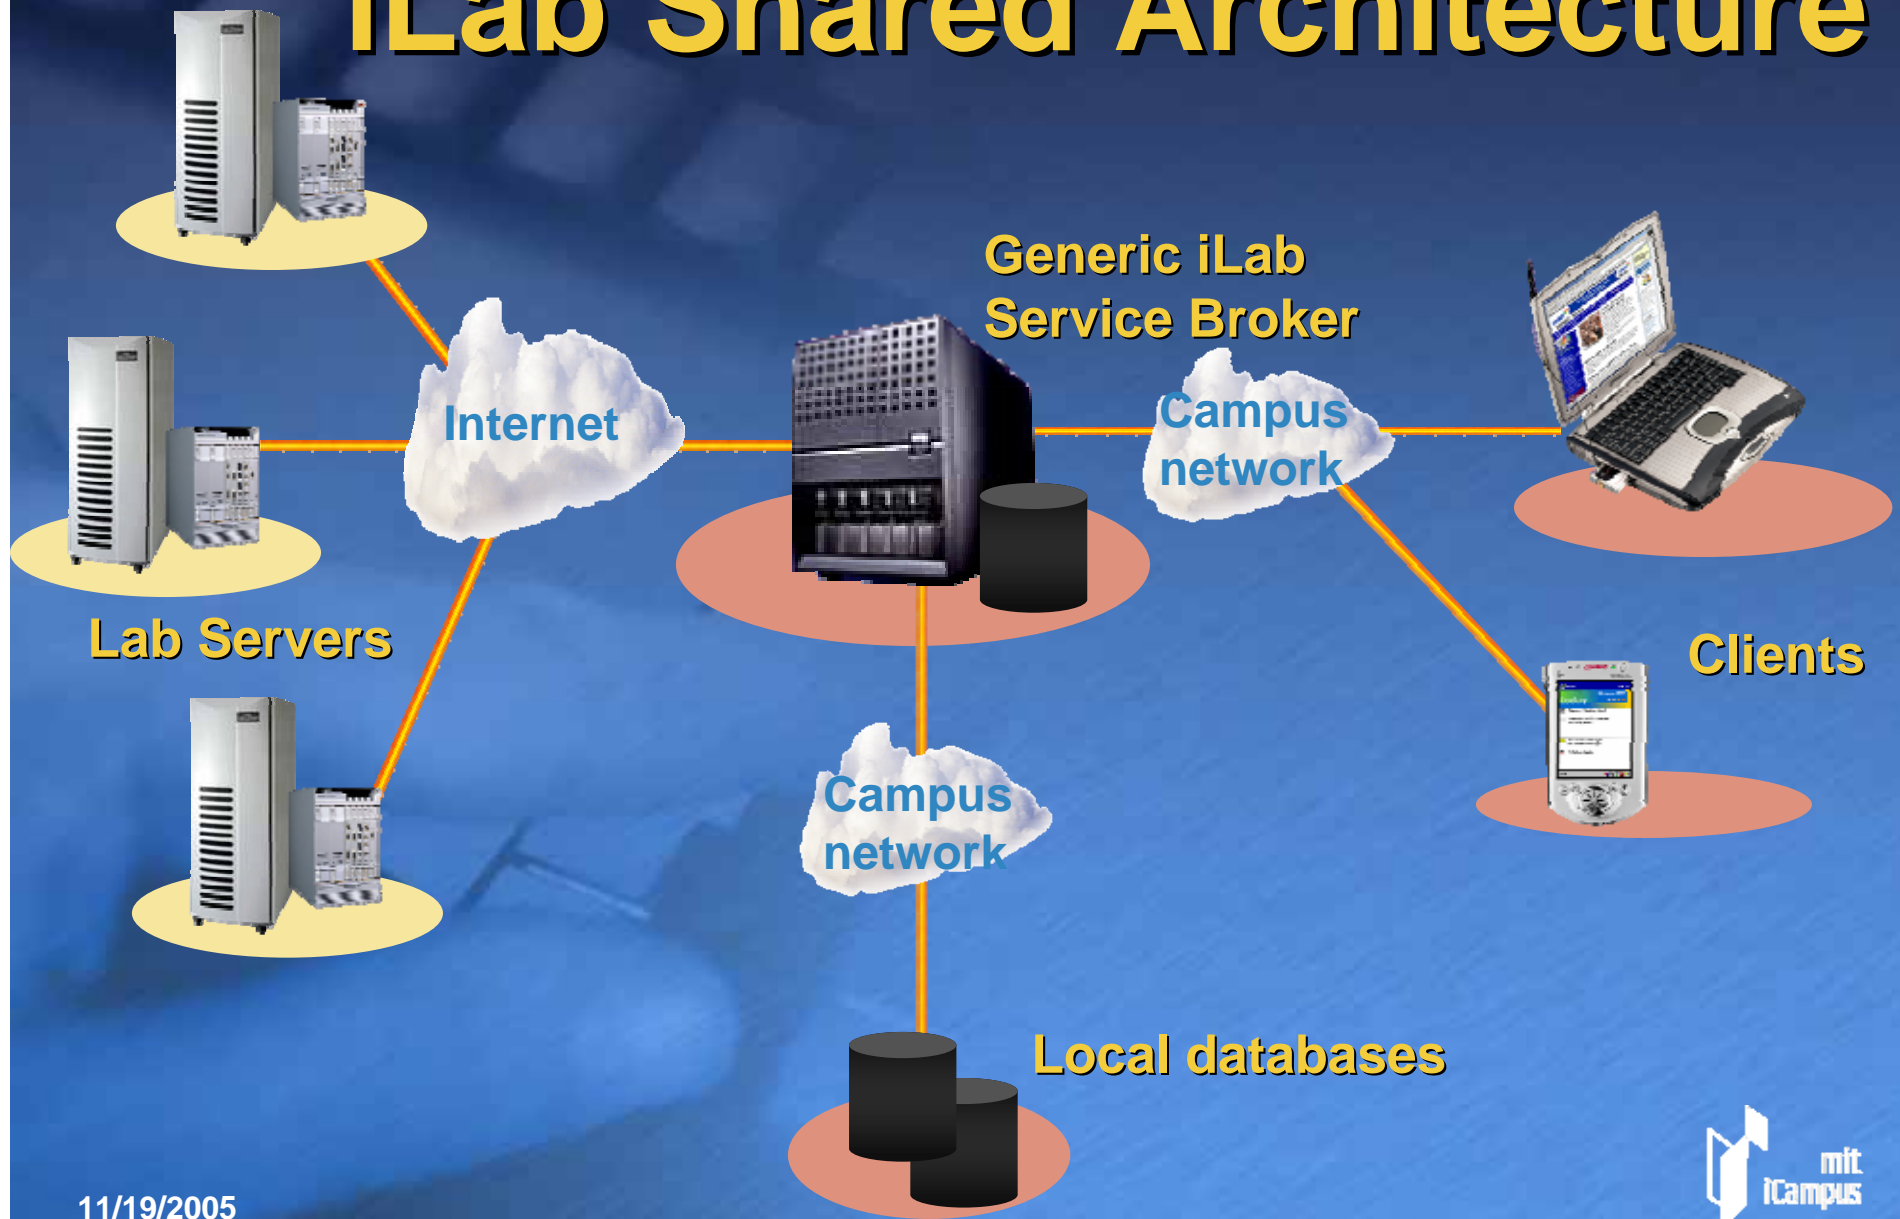 iLab Shared Architecture
Generic iLab
Service Broker
Internet
Campus
network
Lab Servers
Clients
Campus
network
Local databases
11/19/2005
mit
iCampus